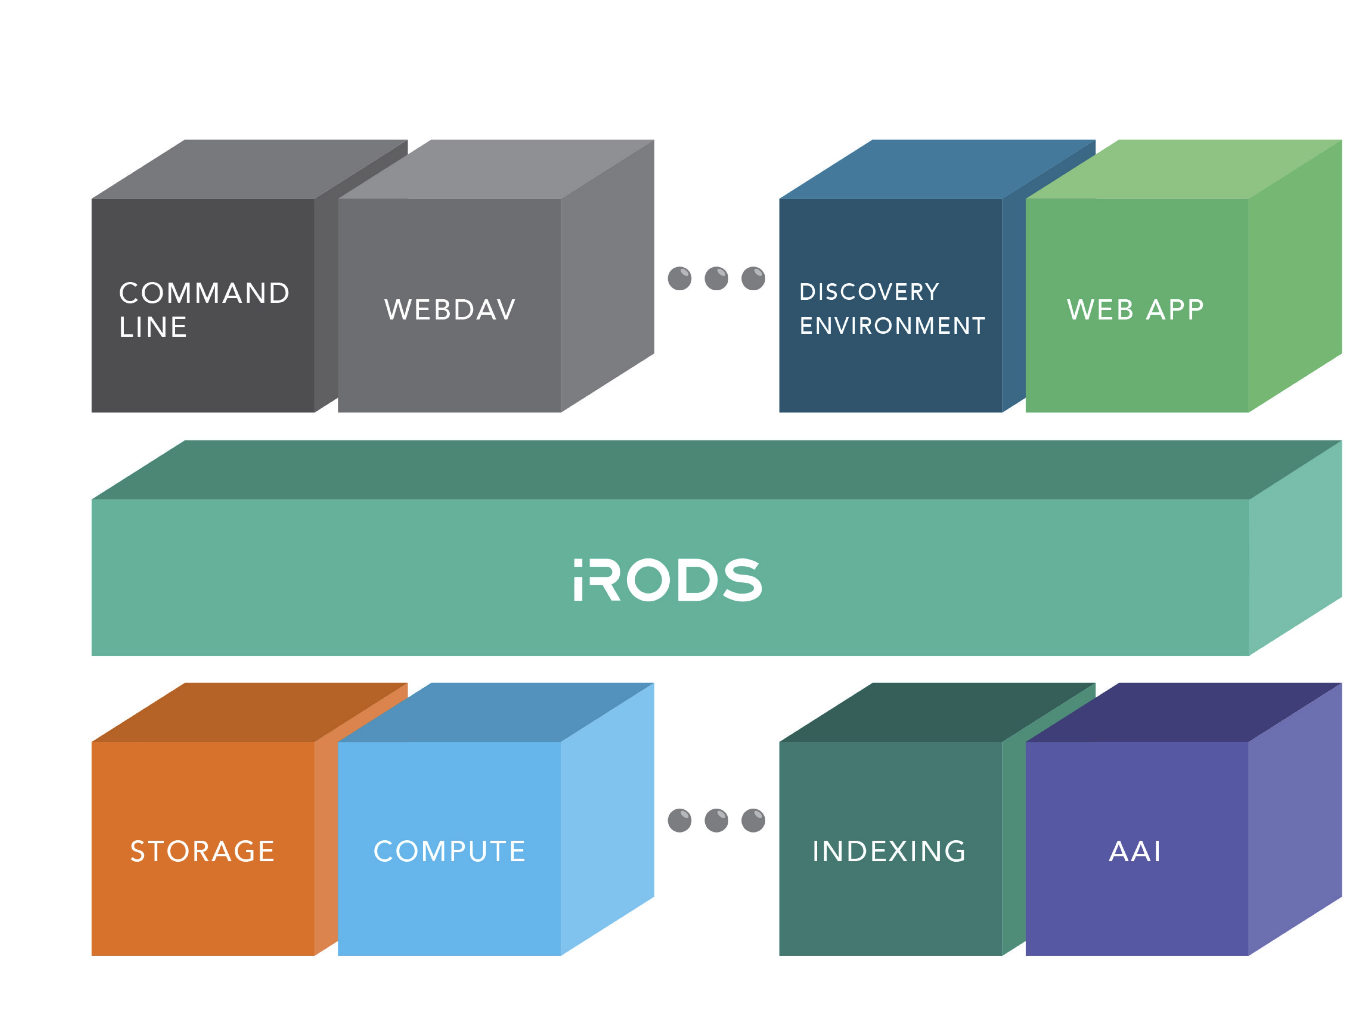 COMMAND
LINE
WEBDAV
DISCOVERY
ENVIRONMENT
WEB APP
iRODS
STORAGE
COMPUTE
INDEXING
AAI